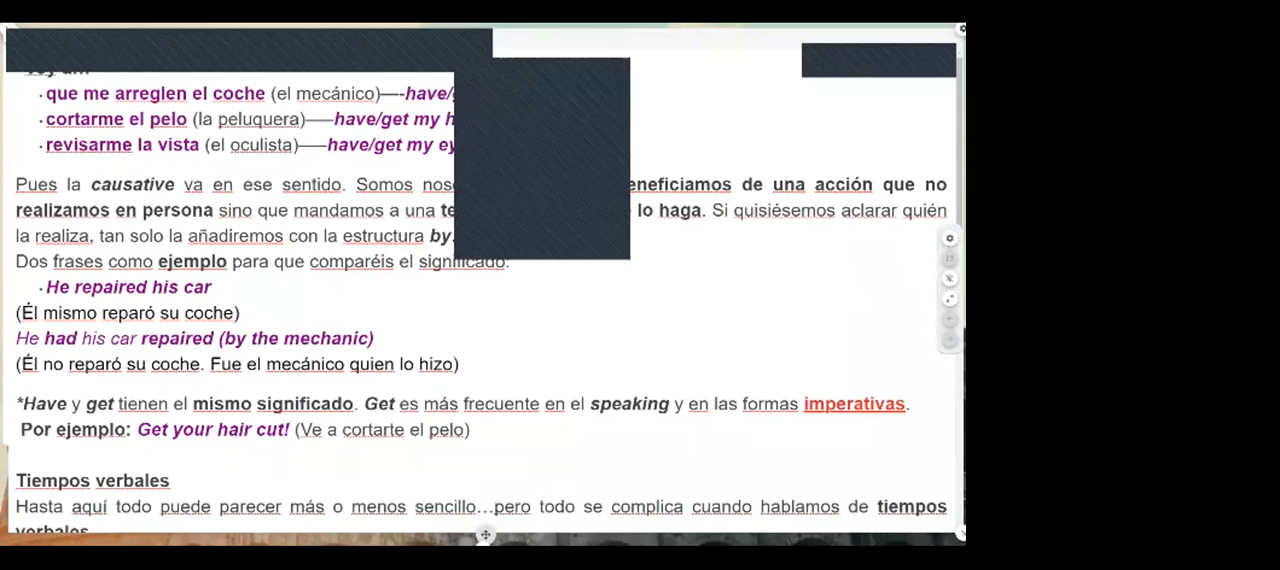 · que me arreglen el coche (el mecánico)—-have/
· cortarme el pelo (la peluquera)——have/get my h
· revisarme la vista (el oculista)——have/get my ey
Pues la causative va en ese sentido. Somos de una acción que no
realizamos en persona sino que mandamos a una lo haga. Si quisiésemos aclarar quién
la realiza, tan solo la añadiremos con la estructura by.
Dos frases como ejemplo para que comparéis el significado:
· He repaired his car
(Él mismo reparó su coche)
He had his car repaired (by the mechanic)
(Él no reparó su coche. Fue el mecánico quien lo hizo)
*Have y get tienen el mismo significado. Get es más frecuente en el speaking y en las formas imperativas.
Por ejemplo: Get your hair cut! (Ve a cortarte el pelo)
Tiempos verbales
Hasta aquí todo puede parecer más o menos sencillo…pero todo se complica cuando hablamos de tiempos
verbales